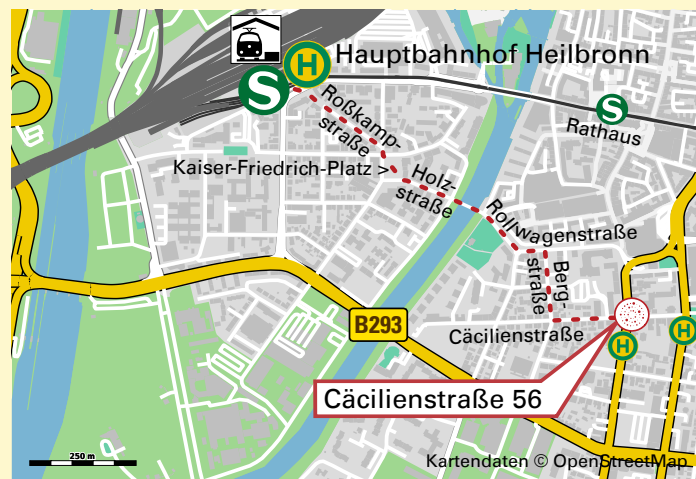 H
Hauptbahnhof Heilbronn
S
S
Rathaus
Roßkamp-
straße
Kaiser-Friedrich-Platz >
Holz-
straße
Rollwagenstraße
Berg-
straße
B293
Cäcilienstraße
H
H
Cäcilienstraße 56
250 m
Kartendaten © OpenStreetMap